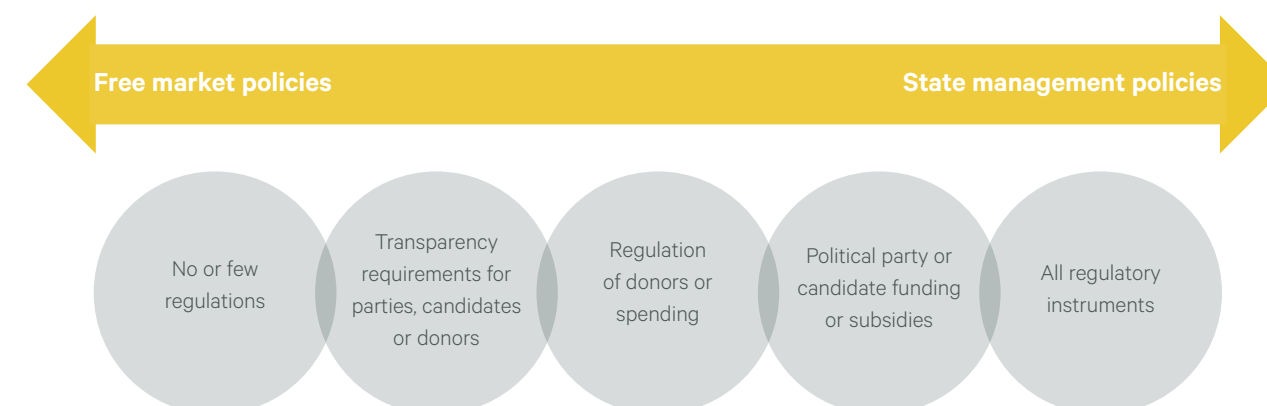 Free market policies
State management policies
No or few
regulations
Transparency
requirements for
parties, candidates
or donors
Regulation
of donors or
spending
Political party or
candidate funding
or subsidies
All regulatory
instruments